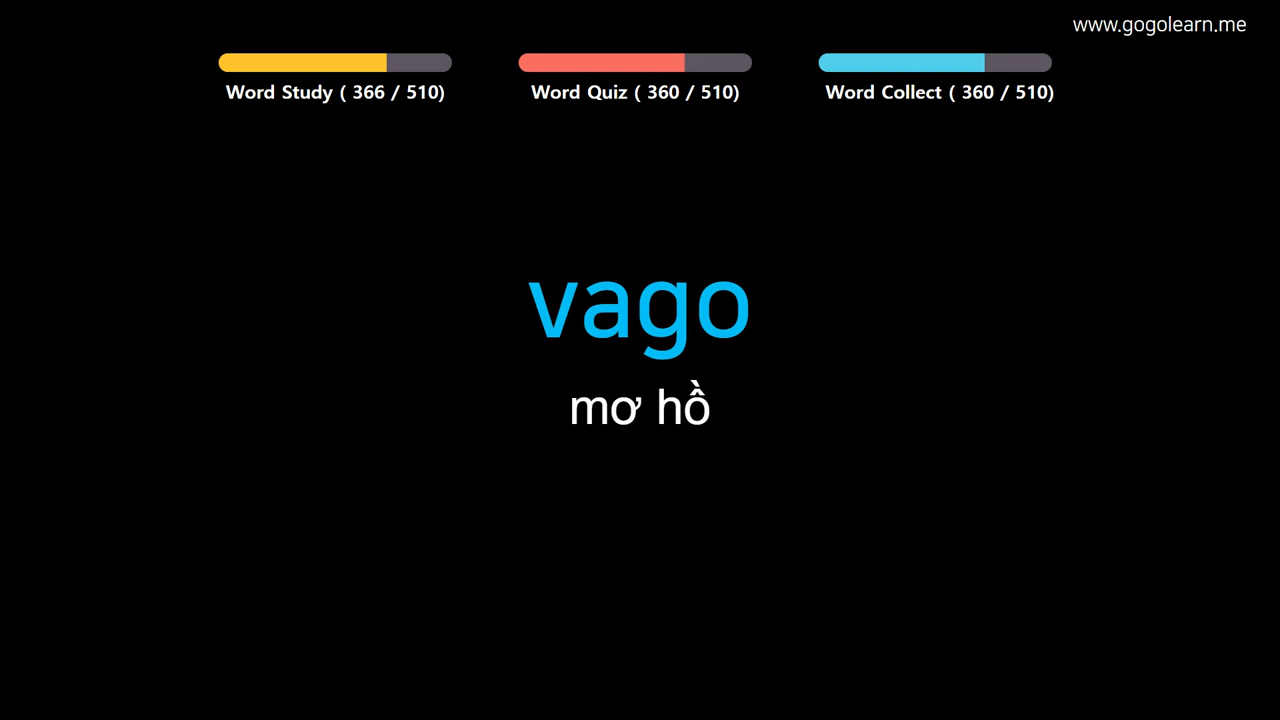 www.gogolearn.me
Word Study ( 366 / 510)
Word Quiz ( 360 / 510)
Word Collect ( 360 / 510)
vago
mơ hồ